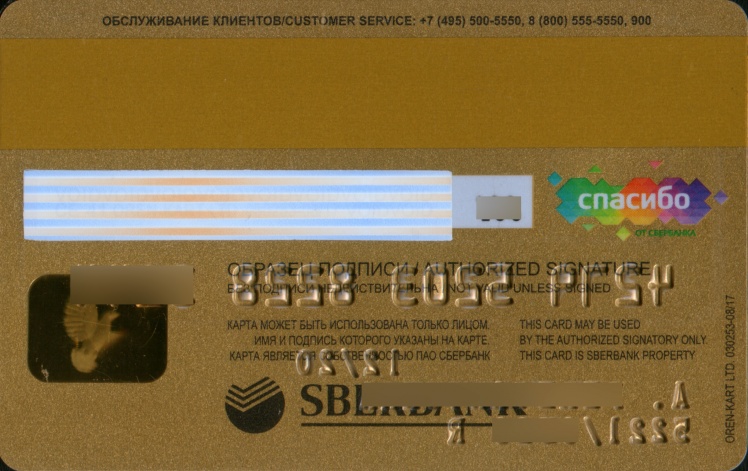 ОБСЛУЖИВАНИЕ КЛИЕНТОВ/CUSTOMER SERVICE: +7 (495) 500-5550, 8 (800) 555-5550, 900
спасибо
ОТ СБЕРБАНКА
ОБРАЗЕЦ ПОДПИСИ / AUTHORIZED SIGNATURE
БЕЗ ПОДПИСИ НЕДЕЙСТВИТЕЛЬНА / NOT VALID UNLESS SIGNED
КАРТА МОЖЕТ БЫТЬ ИСПОЛЬЗОВАНА ТОЛЬКО ЛИЦОМ,
ИМЯ И ПОДПИСЬ КОТОРОГО УКАЗАНЫ НА КАРТЕ.
КАРТА ЯВЛЯЕТСЯ СОБСТВЕННОСТЬЮ ПАО СБЕРБАНК
THIS CARD MAY BE USED
BY THE AUTHORIZED SIGNATORY ONLY.
THIS CARD IS SBERBANK PROPERTY
SBERBANK
OREN-KART LTD 030253-08/17